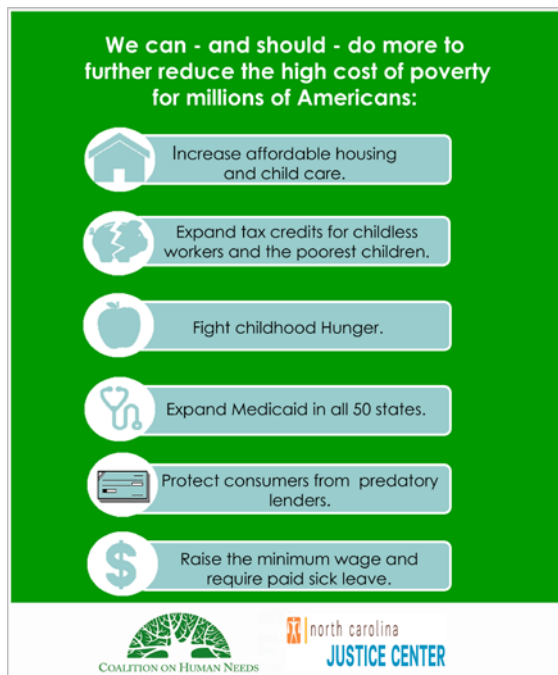 We can - and should - do more to
further reduce the high cost of poverty
for millions of Americans:
Increase affordable housing
and child care.
Expand tax credits for childless
workers and the poorest children.
Fight childhood Hunger.
Expand Medicaid in all 50 states.
Protect consumers from predatory
lenders.
$
Raise the minimum wage and
require paid sick leave.
COALITION ON HUMAN NEEDS
north carolina
JUSTICE CENTER